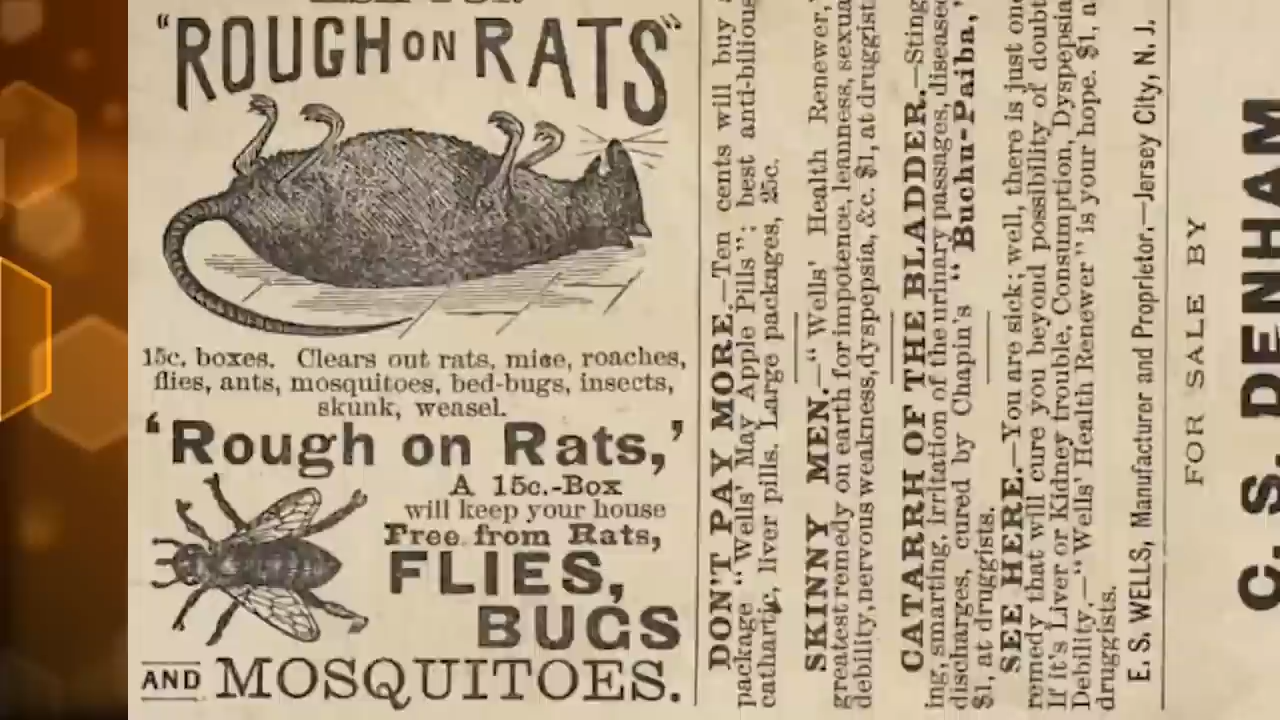 "ROUGH ON RATS"
15c. boxes. Clears out rats, mice, roaches,
flies, ants, mosquitoes, bed-bugs, insects,
skunk, weasel.
'Rough on Rats,'
A 15c.-Box
will keep your house
Free from Rats,
FLIES,
BUGS
AND MOSQUITOES.
DON'T PAY MORE.—Ten cents will buy
package "Wells' May Apple Pills"; best anti-bilious
cathartic, liver pills. Large packages, 25c.
SKINNY MEN.—"Wells' Health Renewer,"
greatest remedy on earth for impotence, leanness, sexua
debility, nervous weakness, dyspepsia, &c. $1, at druggist
CATARRH OF THE BLADDER.—Sting
ing, smarting, irritation of the urinary passages, diseased
discharges, cured by Chapin's "Buchu-Paiba,"
$1, at druggists.
SEE HERE.—You are sick; well, there is just one
remedy that will cure you beyond possibility of doubt
If it's Liver or Kidney trouble, Consumption, Dyspepsia
Debility,—"Wells' Health Renewer" is your hope. $1, a
druggists.
E. S. WELLS, Manufacturer and Proprietor.—Jersey City, N. J.
FOR SALE BY
C. S. DENHAM